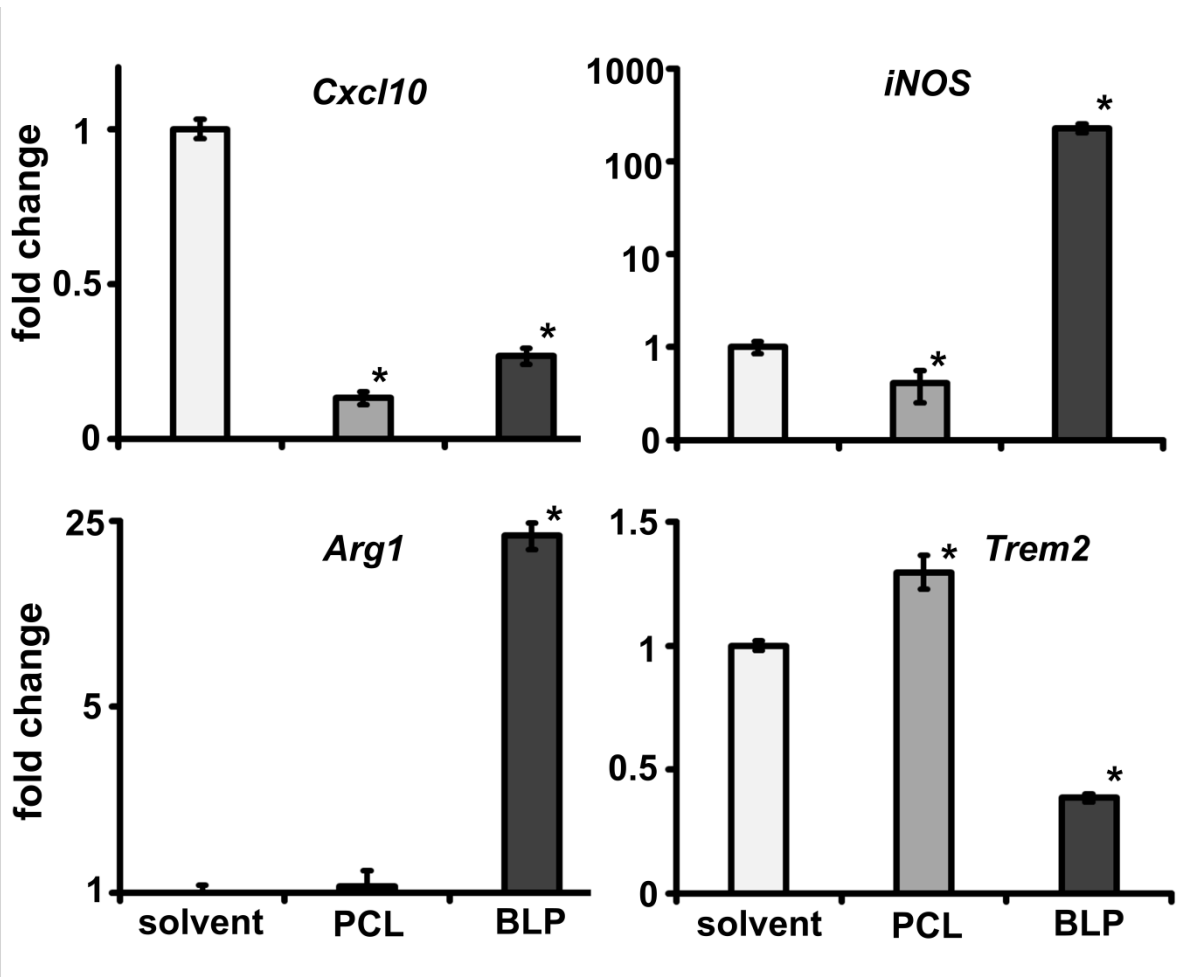 Cxcl10
fold change
1
0.5
0
*
*
iNOS
1000
100
10
1
0
*
*
Arg1
fold change
25
5
1
*
solvent PCL BLP
Trem2
1.5
1
0.5
0
*
*
solvent PCL BLP